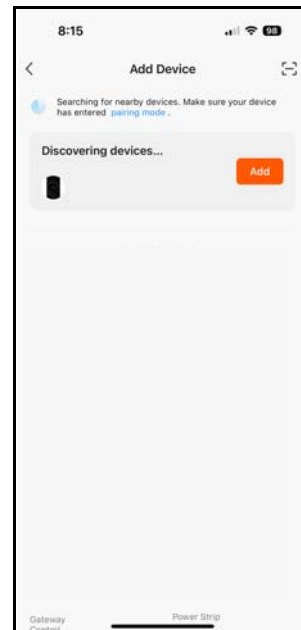 8:15
98
Add Device
Searching for nearby devices. Make sure your device
has entered pairing mode .
Discovering devices...
Add
Gateway
Power Strip
Control